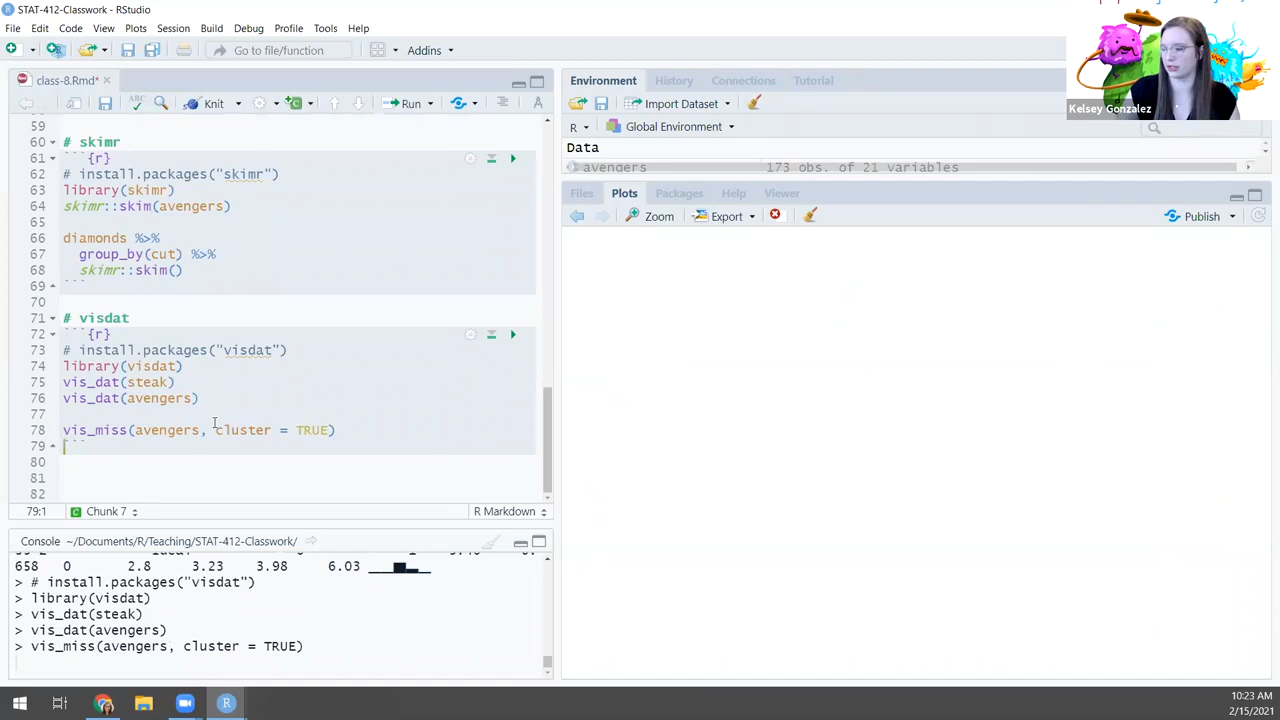 STAT-412-Classwork - RStudio
File Edit Code View Plots Session Build Debug Profile Tools Help
Go to file/function Addins
class-8.Rmd*
Knit Run
59
60 # skimr
61 ```{r}
62 # install.packages("skimr")
63 library(skimr)
64 skimr::skim(avengers)
65
66 diamonds %>%
67 group_by(cut) %>%
68 skimr::skim()
69 ```
70
71 # visdat
72 ```{r}
73 # install.packages("visdat")
74 library(visdat)
75 vis_dat(steak)
76 vis_dat(avengers)
77
78 vis_miss(avengers, cluster = TRUE)
79 ```
80
81
82
79:1 Chunk 7 R Markdown
Console ~/Documents/R/Teaching/STAT-412-Classwork/
658 0 2.8 3.23 3.98 6.03
> # install.packages("visdat")
> library(visdat)
> vis_dat(steak)
> vis_dat(avengers)
> vis_miss(avengers, cluster = TRUE)
Environment History Connections Tutorial
Import Dataset
R Global Environment
Data
avengers 173 obs. of 21 variables
Files Plots Packages Help Viewer
Zoom Export Publish
Kelsey Gonzalez
10:23 AM
2/15/2021